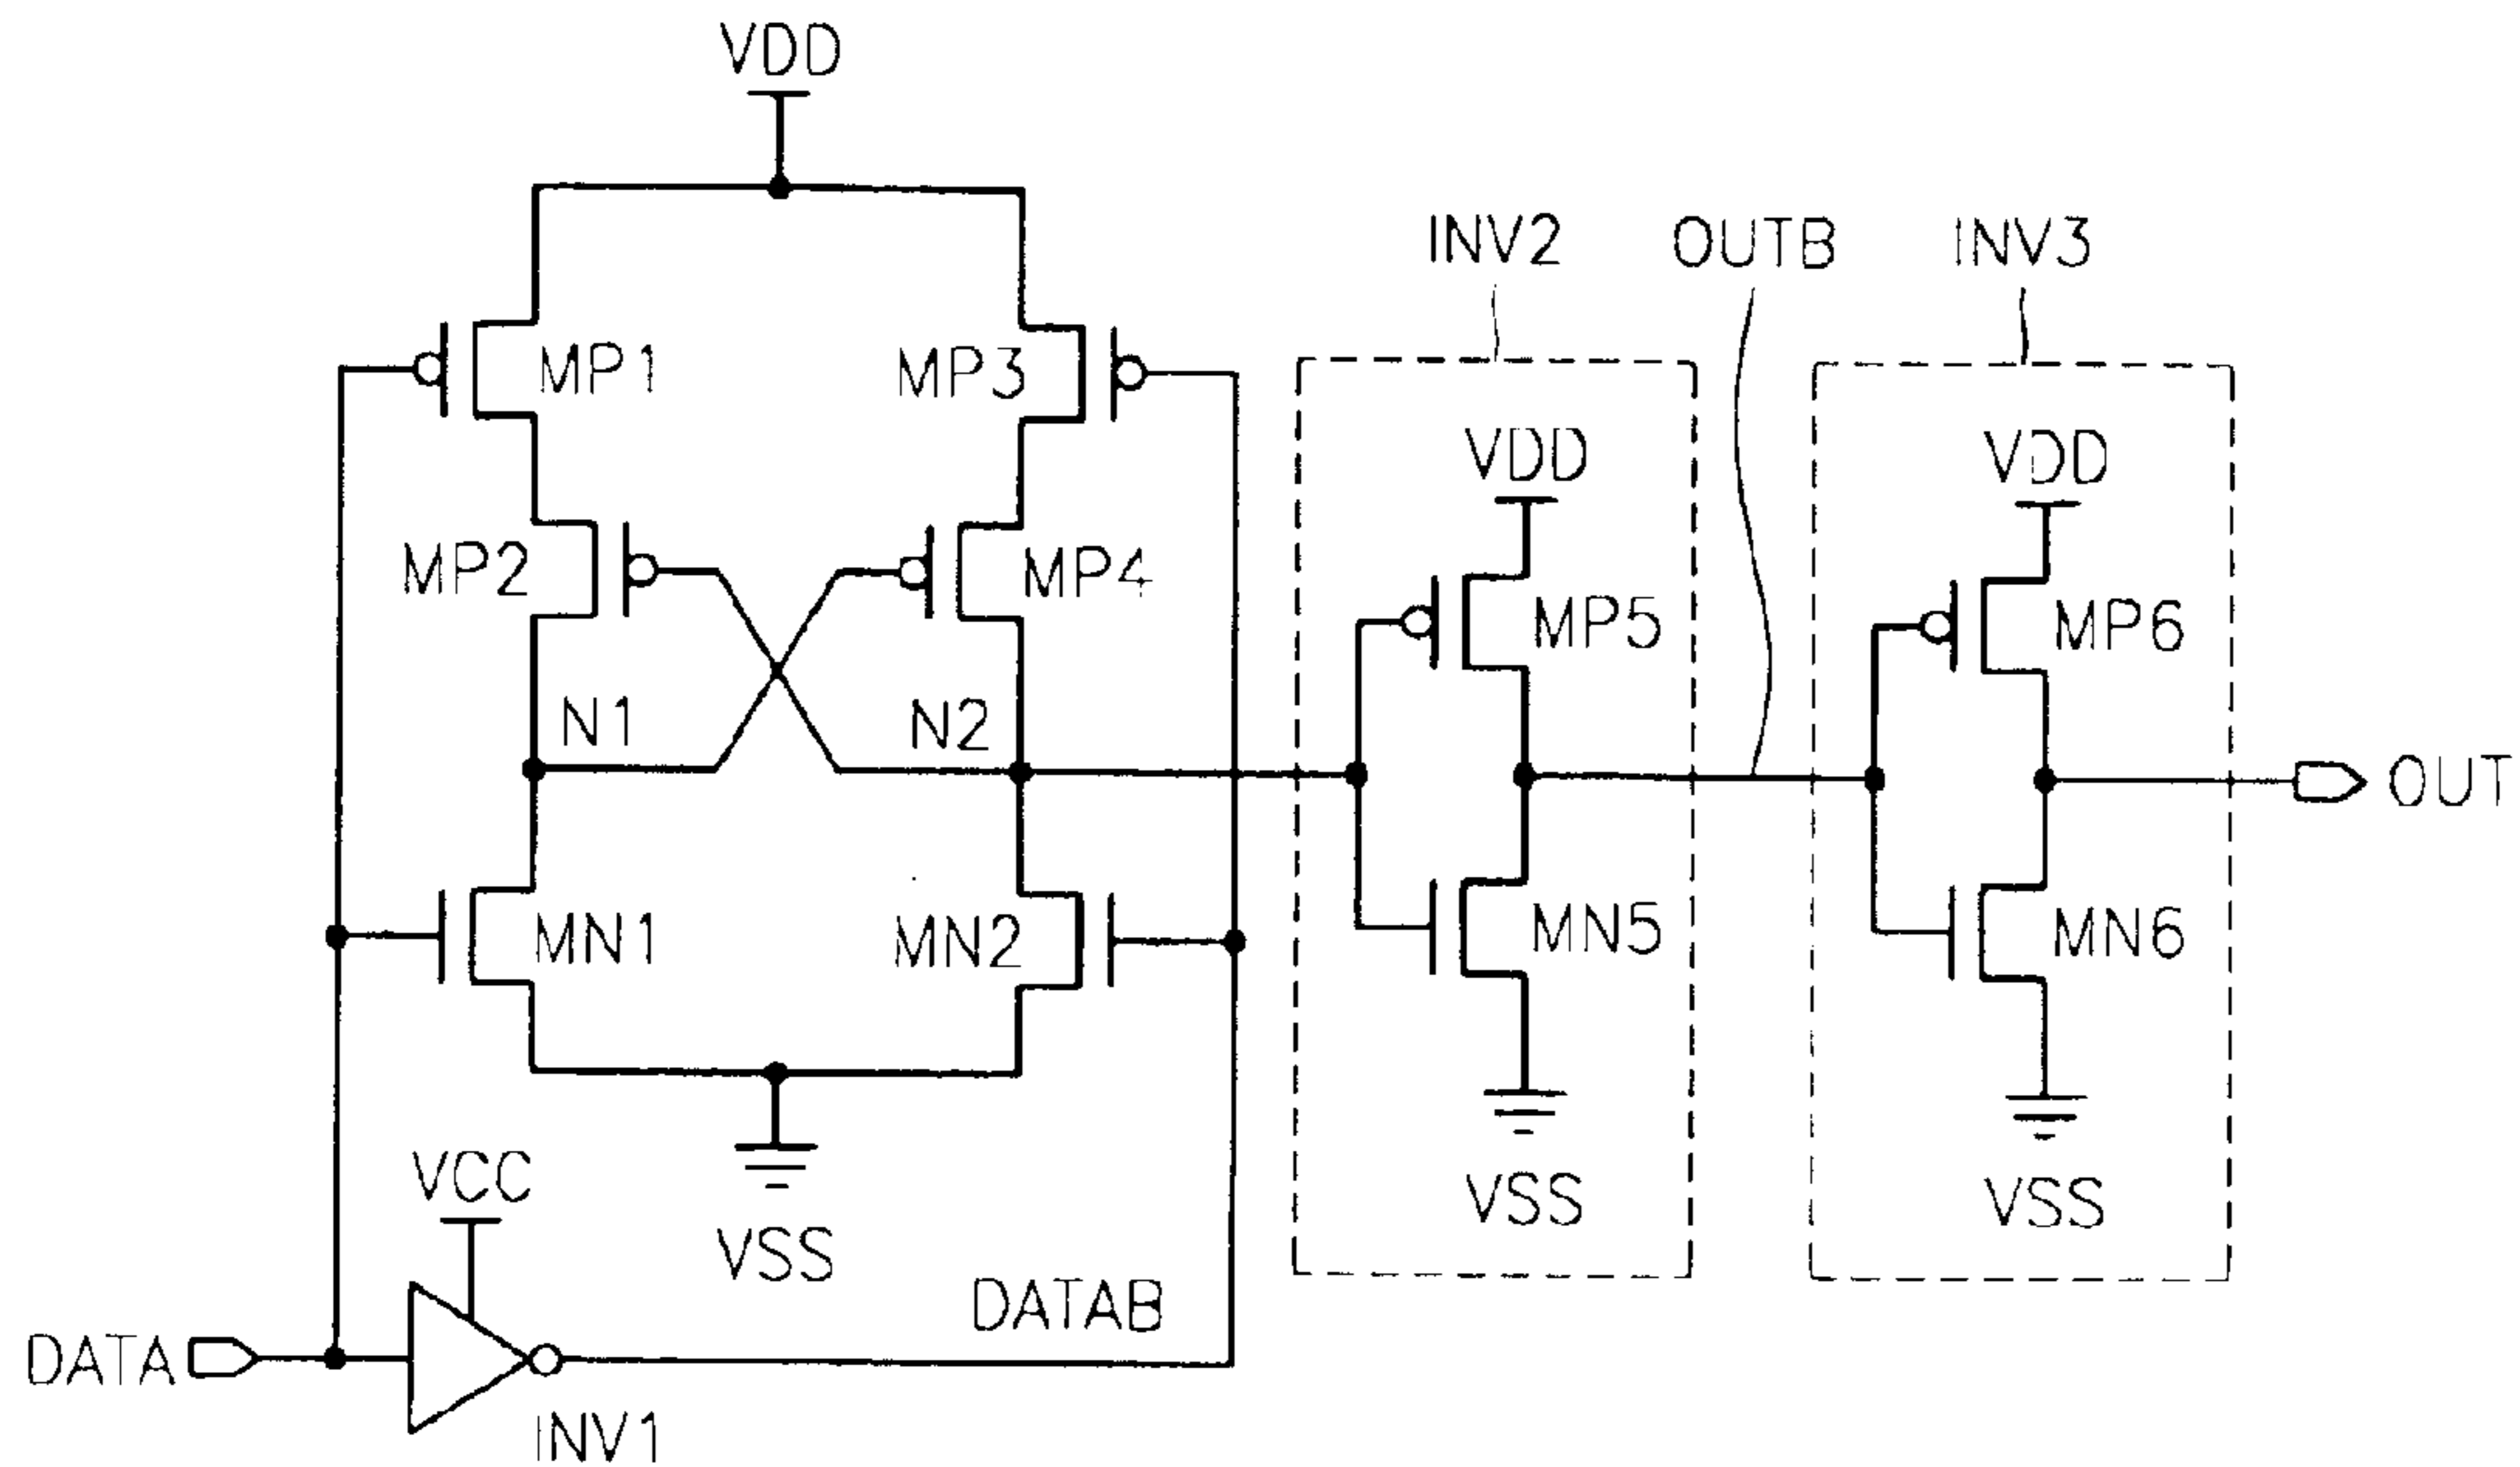 VDD
INV2
OUTB
INV3
MP1
MP3
VDD
VDD
MP2
MP4
MP5
MP6
N1
N2
OUT
MN1
MN2
MN5
MN6
VCC
VSS
VSS
VSS
DATAB
DATA
INV1